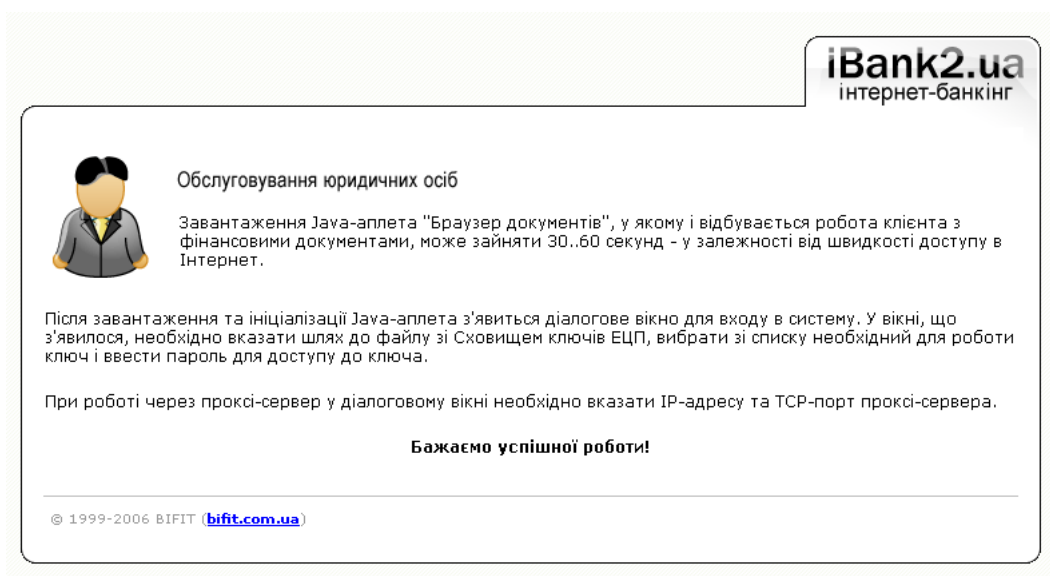 iBank2.ua
інтернет-банкінг
Обслуговування юридичних осіб
Завантаження Java-аплета "Браузер документів", у якому і відбувається робота клієнта з
фінансовими документами, може зайняти 30..60 секунд - у залежності від швидкості доступу в
Інтернет.
Після завантаження та ініціалізації Java-аплета з'явиться діалогове вікно для входу в систему. У вікні, що
з'явилося, необхідно вказати шлях до файлу зі Сховищем ключів ЕЦП, вибрати зі списку необхідний для роботи
ключ і ввести пароль для доступу до ключа.
При роботі через проксі-сервер у діалоговому вікні необхідно вказати IP-адресу та TCP-порт проксі-сервера.
Бажаємо успішної роботи!
© 1999-2006 BIFIT (bifit.com.ua)